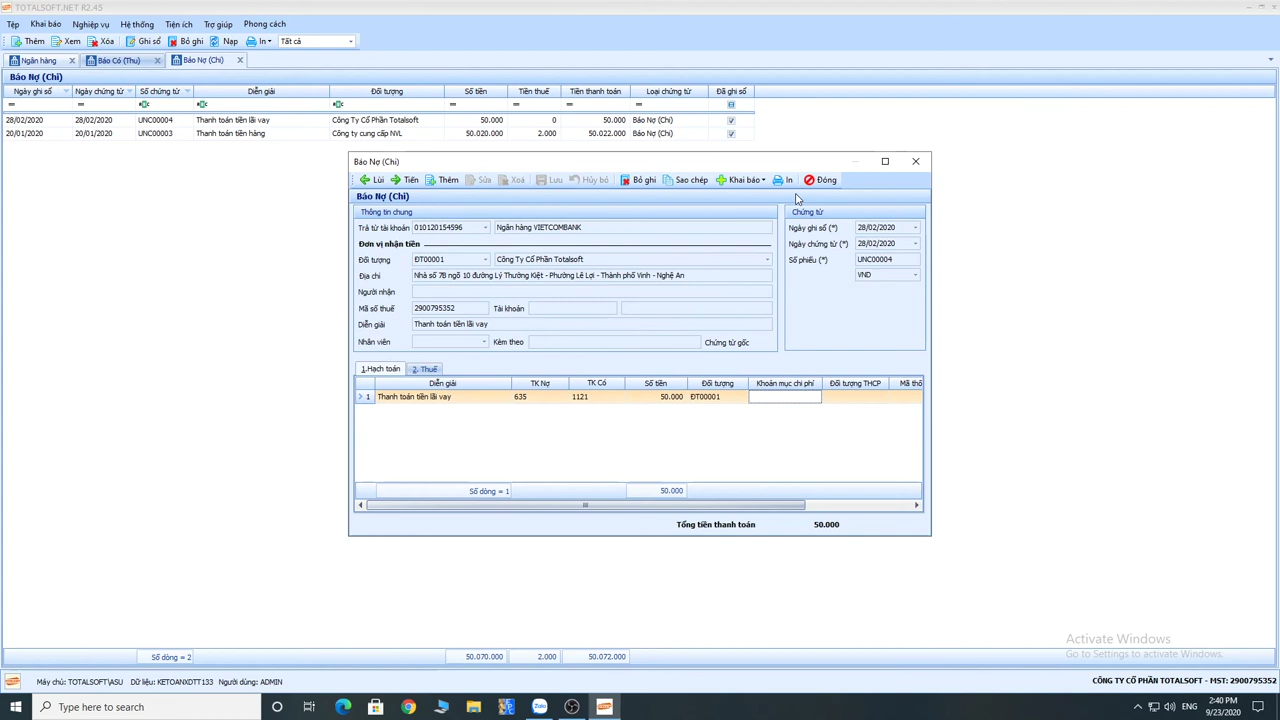 TOTALSOFT.NET R2.45
Tệp Khai báo Nghiệp vụ Hệ thống Tiện ích Trợ giúp Phong cách
Thêm Xem Xóa Ghi sổ Bỏ ghi Nạp In Tất cả
Ngân hàng Báo Có (Thu) Báo Nợ (Chi)
Báo Nợ (Chi)
Ngày ghi sổ Ngày chứng từ Số chứng từ Diễn giải Đối tượng Số tiền Tiền thuế Tiền thanh toán Loại chứng từ Đã ghi sổ
28/02/2020 28/02/2020 UNC00004 Thanh toán tiền lãi vay Công Ty Cổ Phần Totalsoft 50.000 0 50.000 Báo Nợ (Chi)
20/01/2020 20/01/2020 UNC00003 Thanh toán tiền hàng Công ty cung cấp NVL 50.020.000 2.000 50.022.000 Báo Nợ (Chi)
Báo Nợ (Chi)
Lùi Tiến Thêm Sửa Xoá Lưu Hủy bỏ Bỏ ghi Sao chép Khai báo In Đóng
Báo Nợ (Chi)
Thông tin chung Chứng từ
Trả từ tài khoản 010120154596 Ngân hàng VIETCOMBANK Ngày ghi sổ (*) 28/02/2020
Đơn vị nhận tiền Ngày chứng từ (*) 28/02/2020
Đối tượng ĐT00001 Công Ty Cổ Phần Totalsoft Số phiếu (*) UNC00004
Địa chỉ Nhà số 7B ngõ 10 đường Lý Thường Kiệt - Phường Lê Lợi - Thành phố Vinh - Nghệ An VND
Người nhận
Mã số thuế 2900795352 Tài khoản
Diễn giải Thanh toán tiền lãi vay
Nhân viên Kèm theo Chứng từ gốc
1.Hạch toán 2. Thuế
Diễn giải TK Nợ TK Có Số tiền Đối tượng Khoản mục chi phí Đối tượng THCP Mã thố
1 Thanh toán tiền lãi vay 635 1121 50.000 ĐT00001
Số dòng = 1 50.000
Tổng tiền thanh toán 50.000
Activate Windows
Go to Settings to activate Windows.
Số dòng = 2 50.070.000 2.000 50.072.000
Máy chủ: TOTALSOFT\ASU Dữ liệu: KETOANXDTT133 Người dùng: ADMIN CÔNG TY CỔ PHẦN TOTALSOFT - MST: 2900795352
Type here to search Zalo ENG 2:40 PM
9/23/2020